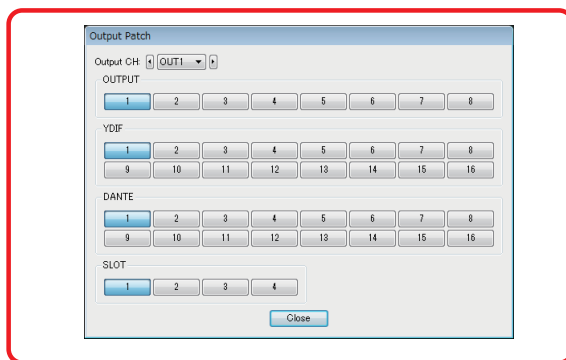 Output Patch
Output CH: OUT1
OUTPUT
1 2 3 4 5 6 7 8
YDIF
1 2 3 4 5 6 7 8
9 10 11 12 13 14 15 16
DANTE
1 2 3 4 5 6 7 8
9 10 11 12 13 14 15 16
SLOT
1 2 3 4
Close